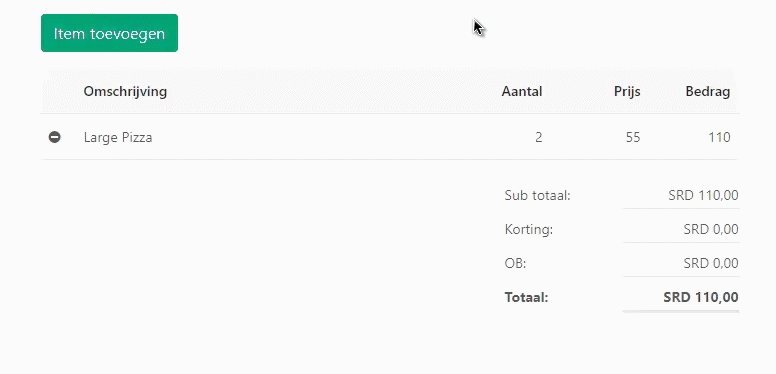 Item toevoegen
Omschrijving Aantal Prijs Bedrag
Large Pizza 2 55 110
Sub totaal: SRD 110,00
Korting: SRD 0,00
OB: SRD 0,00
Totaal: SRD 110,00